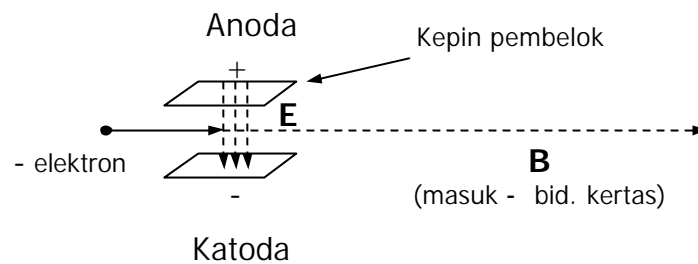 Anoda
Kepin pembelok
+
E
- elektron
B
(masuk - bid. kertas)
-
Katoda